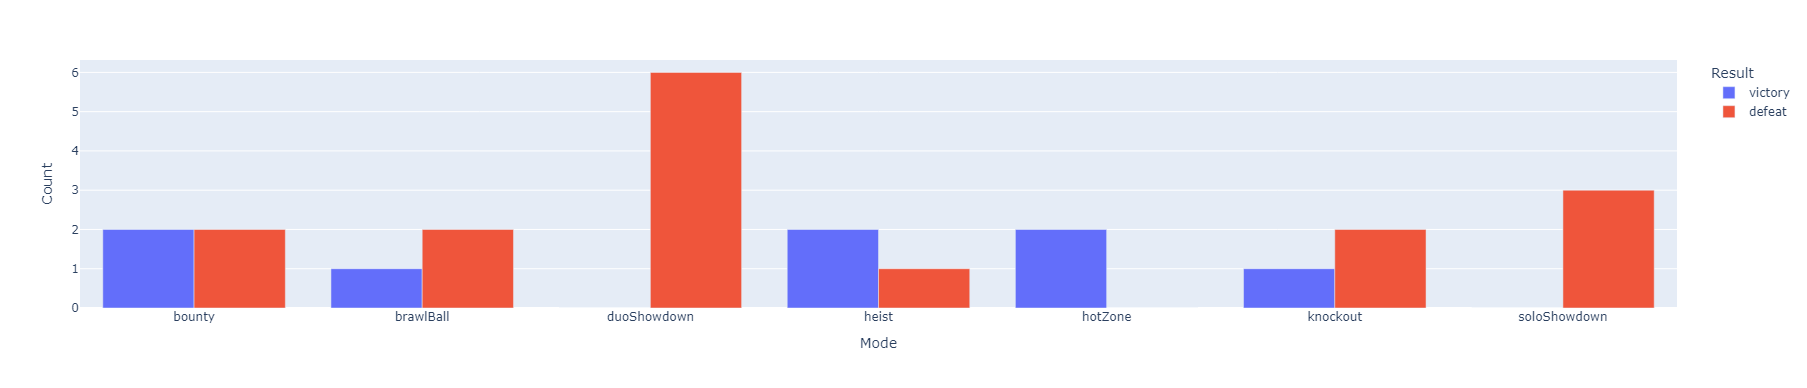 Result
victory
defeat
Count
6
5
4
3
2
1
0
bounty
brawlBall
duoShowdown
heist
hotZone
knockout
soloShowdown
Mode